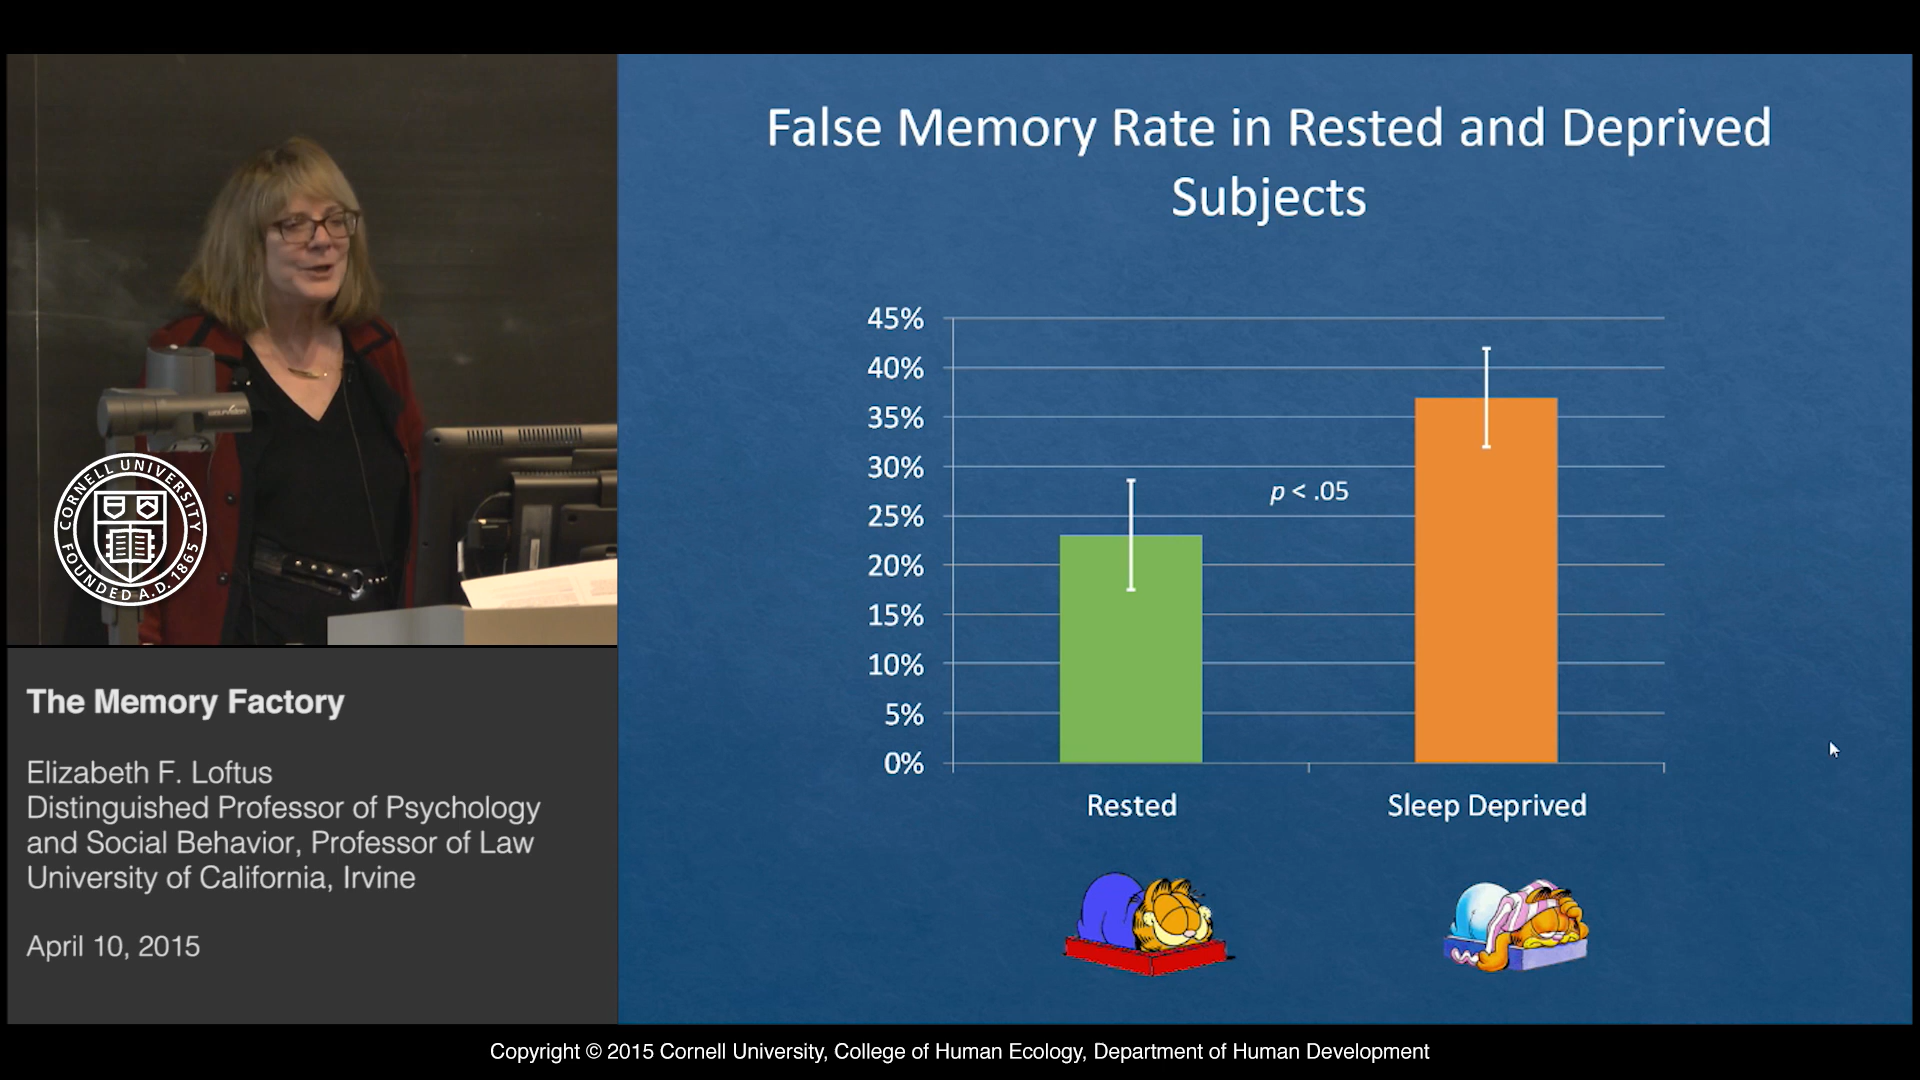 False Memory Rate in Rested and Deprived
Subjects
45%
40%
35%
30%
25%
20%
15%
10%
5%
0%
p < .05
Rested
Sleep Deprived
CORNELL UNIVERSITY
FOUNDED A.D. 1865
The Memory Factory
Elizabeth F. Loftus
Distinguished Professor of Psychology
and Social Behavior, Professor of Law
University of California, Irvine
April 10, 2015
Copyright © 2015 Cornell University, College of Human Ecology, Department of Human Development